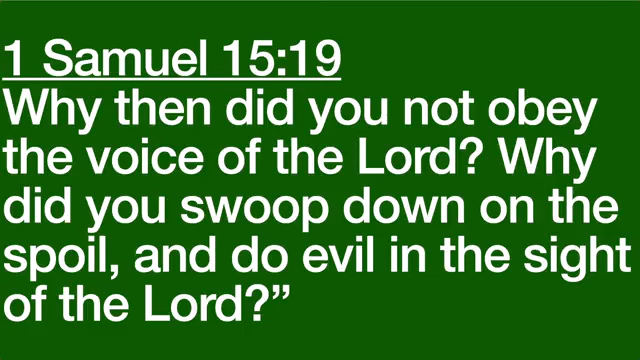 1 Samuel 15:19
Why then did you not obey
the voice of the Lord? Why
did you swoop down on the
spoil, and do evil in the sight
of the Lord?”